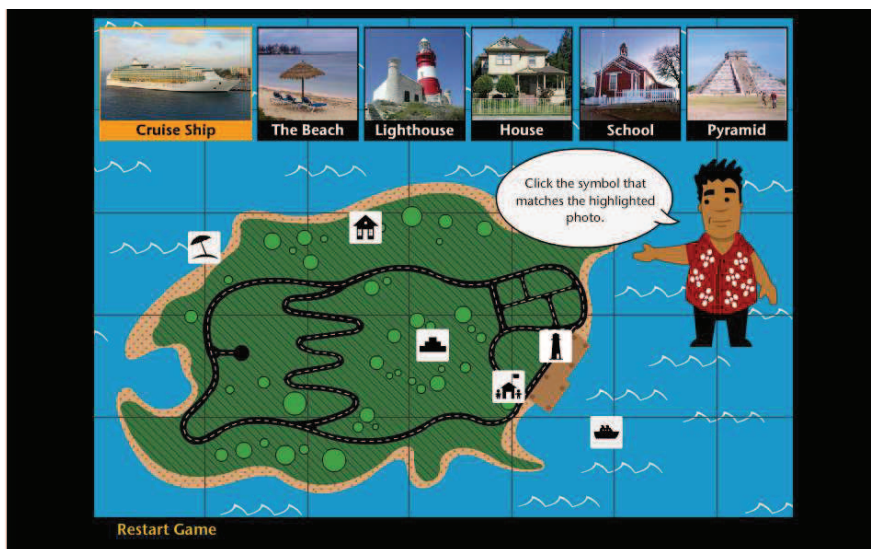 Cruise Ship
The Beach
Lighthouse
House
School
Pyramid
Click the symbol that
matches the highlighted
photo.
Restart Game